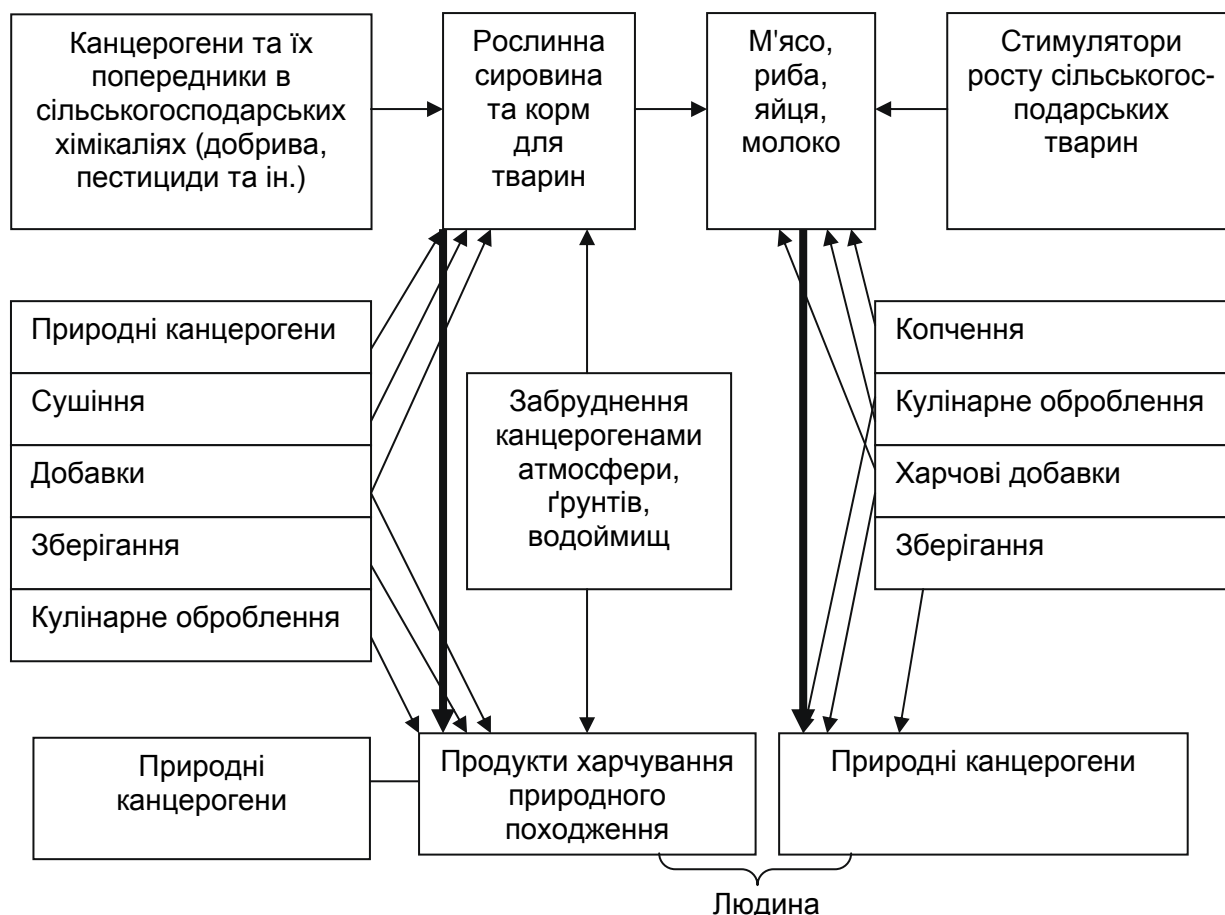 Канцерогени та їх
попередники в
сільськогосподарських
хімікаліях (добрива,
пестициди та ін.)
Рослинна
сировина
та корм
для
тварин
М'ясо,
риба,
яйця,
молоко
Стимулятори
росту сільськогос-
подарських
тварин
Природні канцерогени
Сушіння
Добавки
Зберігання
Кулінарне оброблення
Забруднення
канцерогенами
атмосфери,
ґрунтів,
водоймищ
Копчення
Кулінарне оброблення
Харчові добавки
Зберігання
Природні
канцерогени
Продукти харчування
природного
походження
Природні канцерогени
Людина